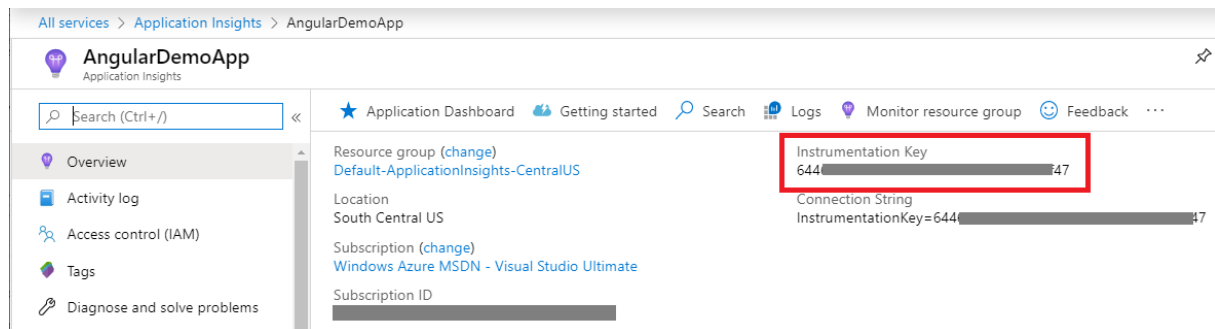 All services > Application Insights > AngularDemoApp
AngularDemoApp
Application Insights
Search (Ctrl+/)
«
Application Dashboard Getting started Search Logs Monitor resource group Feedback ...
Overview
Activity log
Access control (IAM)
Tags
Diagnose and solve problems
Resource group (change)
Default-ApplicationInsights-CentralUS
Location
South Central US
Subscription (change)
Windows Azure MSDN - Visual Studio Ultimate
Subscription ID
Instrumentation Key
644 47
Connection String
InstrumentationKey=644 47